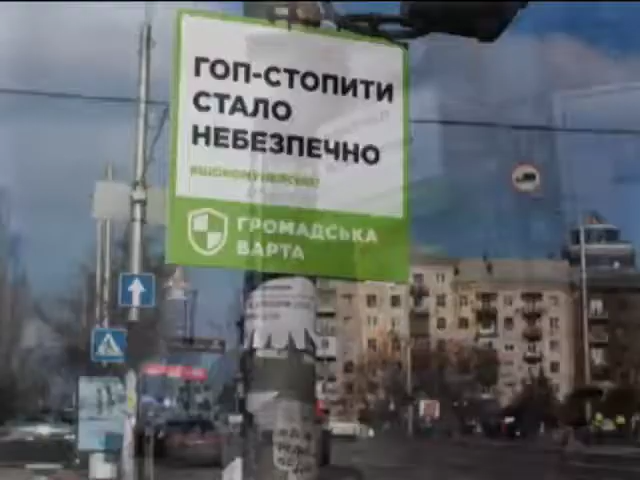 ГОП-СТОПИТИ
СТАЛО
НЕБЕЗПЕЧНО
ГРОМАДСЬКА
ВАРТА